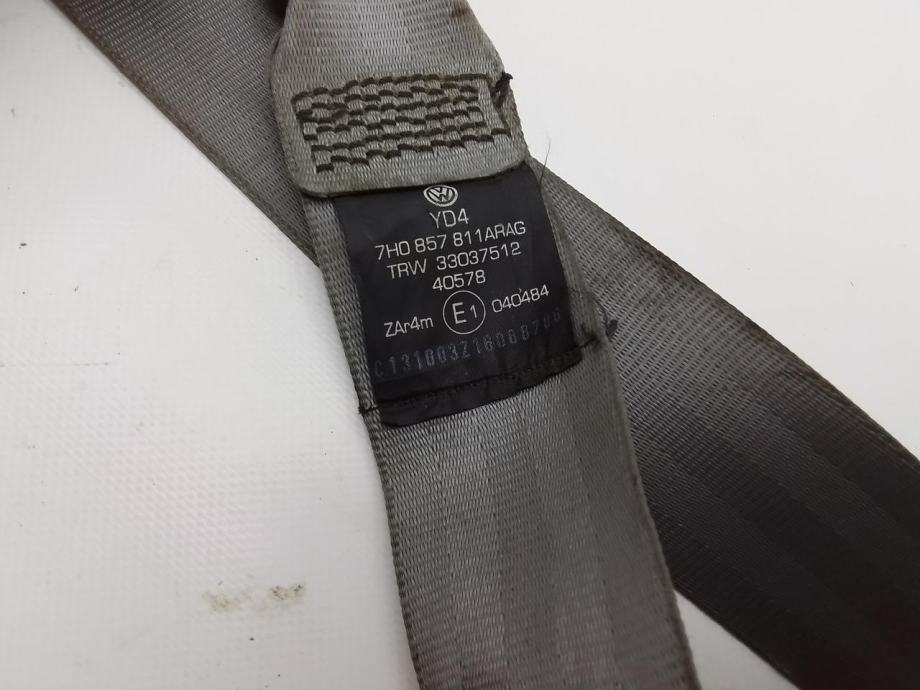 YD4
7H0 857 811ARAG
TRW 33037512
40578
ZAr4m E1 040484